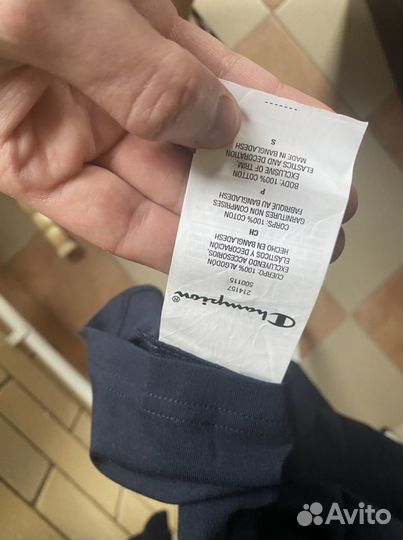 Champion®
214157
500115
CUERPO: 100% ALGODÓN
EXCLUYENDO ACCESORIOS,
ELÁSTICOS Y DECORACIÓN
HECHO EN BANGLADESH
CH
CORPS: 100% COTON
GARNITURES NON COMPRISES
FABRIQUÉ AU BANGLADESH
P
BODY: 100% COTTON
EXCLUSIVE OF TRIM,
ELASTICS AND DECORATION
MADE IN BANGLADESH
S
Avito